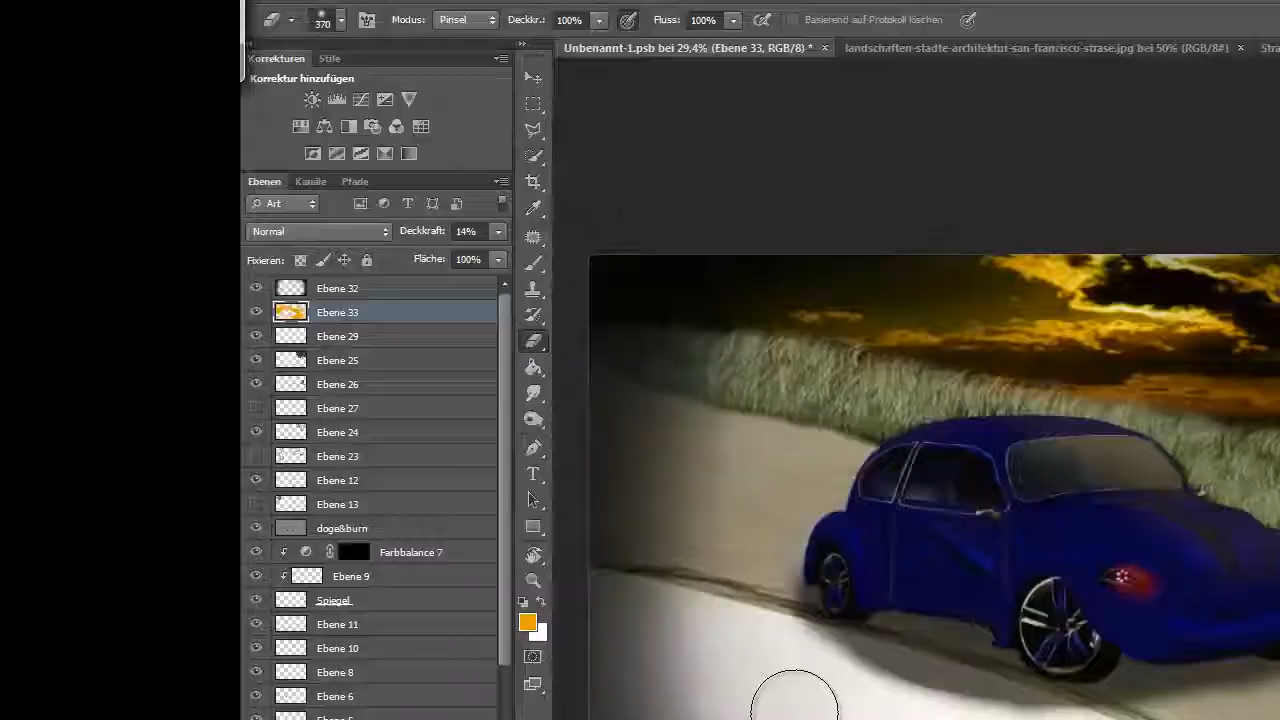 370 Modus: Pinsel Deckkr.: 100% Fluss: 100% Basierend auf Protokoll löschen
Unbenannt-1.psb bei 29,4% (Ebene 33, RGB/8) * × landschaften-stadte-architektur-san-francisco-strase.jpg bei 50% (RGB/8#) × Stra
Korrekturen Stile
Korrektur hinzufügen
Ebenen Kanäle Pfade
Art
Normal Deckkraft: 14%
Fixieren: Fläche: 100%
Ebene 32
Ebene 33
Ebene 29
Ebene 25
Ebene 26
Ebene 27
Ebene 24
Ebene 23
Ebene 12
Ebene 13
doge&burn
Farbbalance 7
Ebene 9
Spiegel
Ebene 11
Ebene 10
Ebene 8
Ebene 6